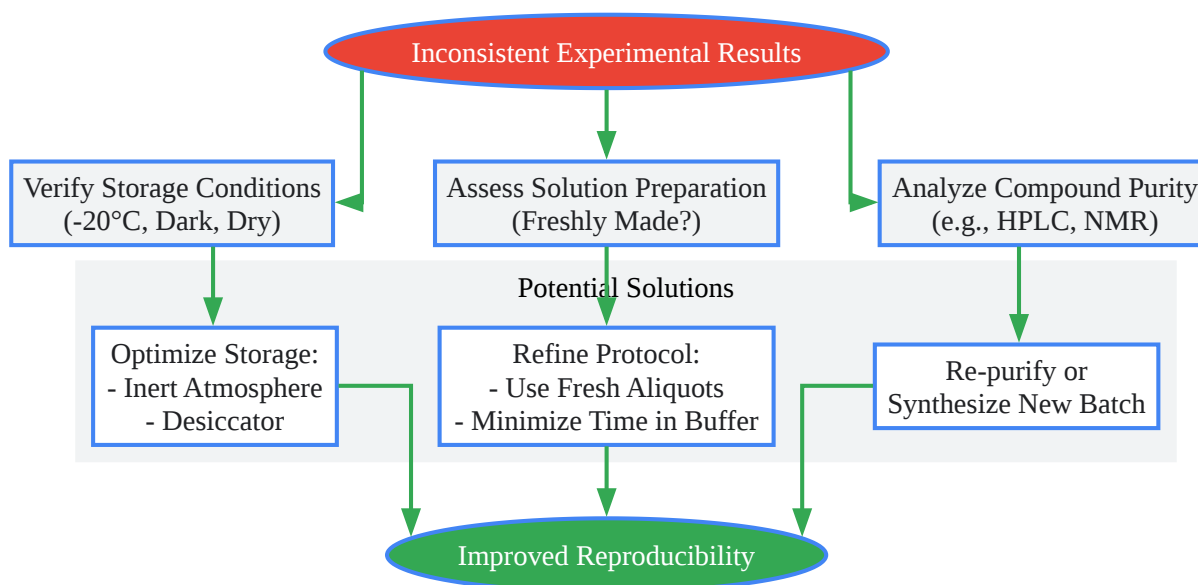 Inconsistent Experimental Results
Verify Storage Conditions
(-20°C, Dark, Dry)
Assess Solution Preparation
(Freshly Made?)
Analyze Compound Purity
(e.g., HPLC, NMR)
Potential Solutions
Optimize Storage:
- Inert Atmosphere
- Desiccator
Refine Protocol:
- Use Fresh Aliquots
- Minimize Time in Buffer
Re-purify or
Synthesize New Batch
Improved Reproducibility